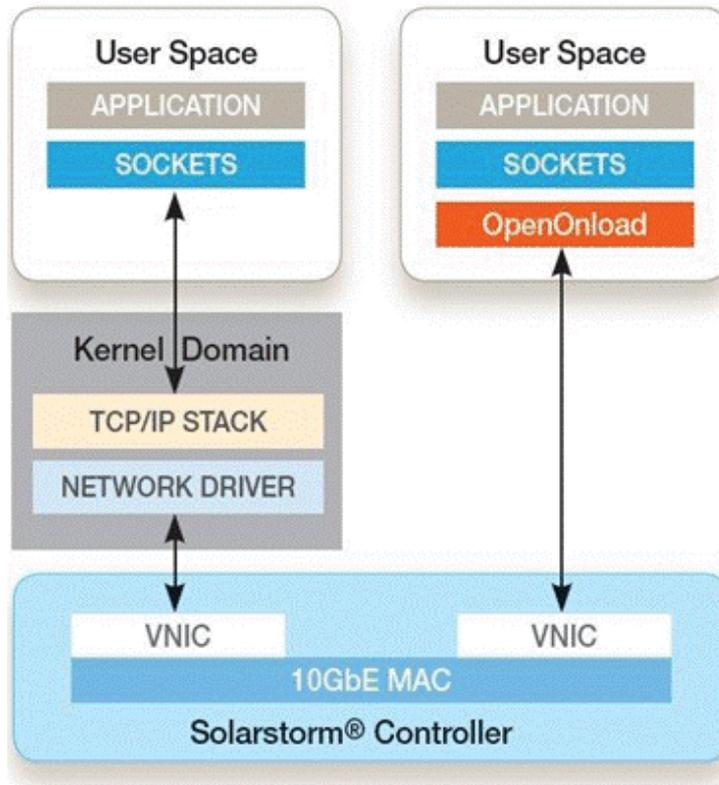 User Space
APPLICATION
SOCKETS
User Space
APPLICATION
SOCKETS
OpenOnload
Kernel Domain
TCP/IP STACK
NETWORK DRIVER
VNIC
VNIC
10GbE MAC
Solarstorm® Controller